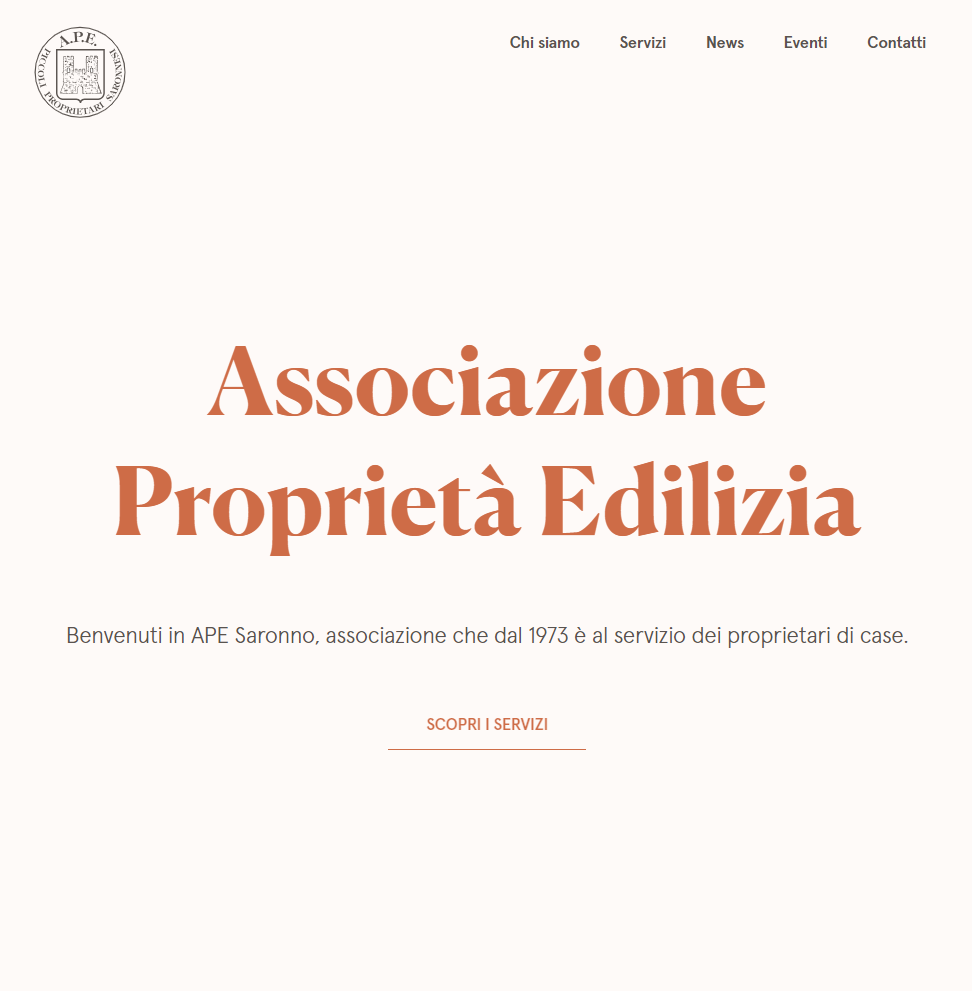 A.P.E.
PICCOLI PROPRIETARI SARONNESI
Chi siamo Servizi News Eventi Contatti
Associazione
Proprietà Edilizia
Benvenuti in APE Saronno, associazione che dal 1973 è al servizio dei proprietari di case.
SCOPRI I SERVIZI